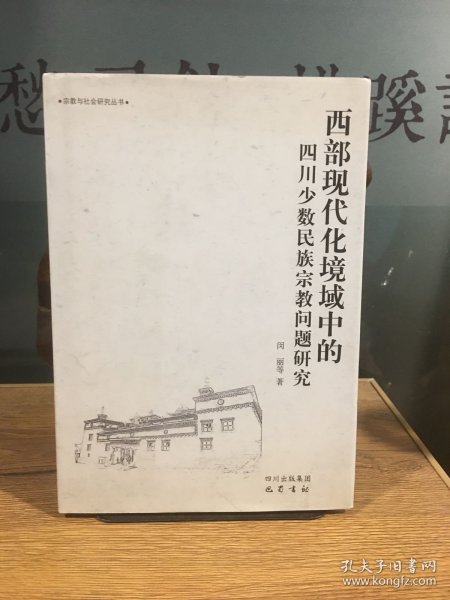 •宗教与社会研究丛书•
西部现代化境域中的
四川少数民族宗教问题研究
闵 丽等 著
四川出版集团
巴蜀书社
孔夫子旧书网
www.kongfz.com